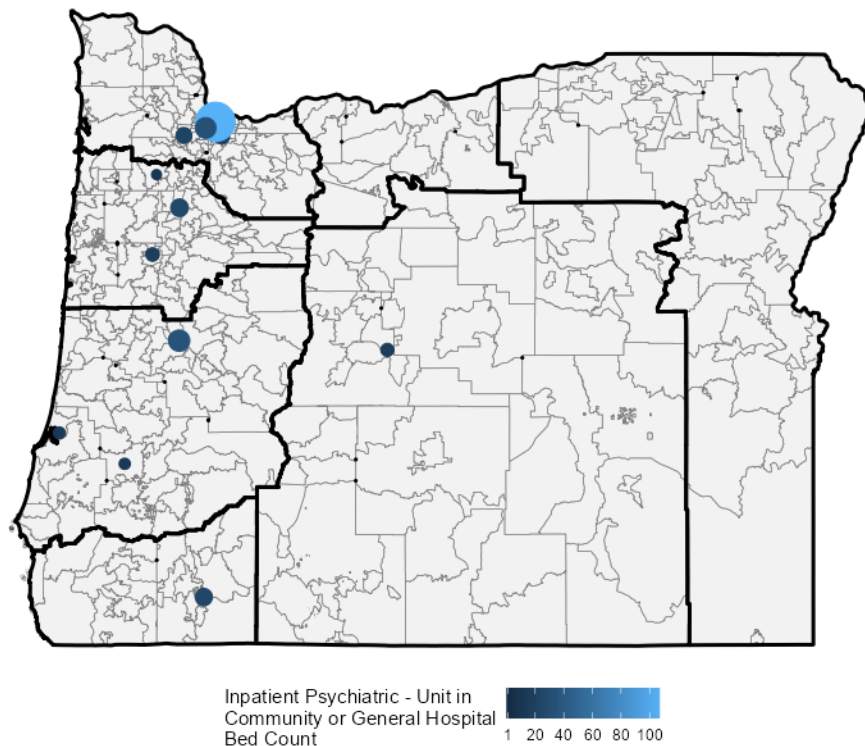 Inpatient Psychiatric - Unit in
Community or General Hospital
Bed Count
1 20 40 60 80 100